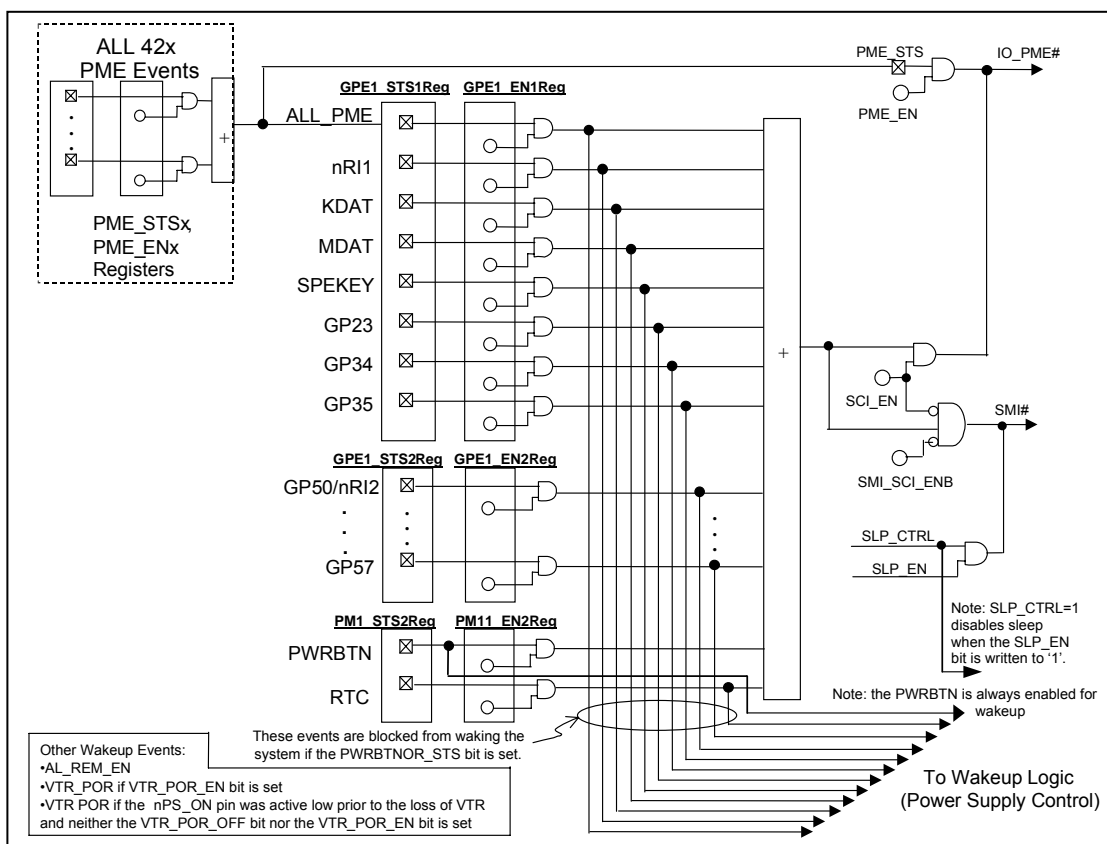 ALL 42x
PME Events
PME_STSx,
PME_ENx
Registers
+
PME_STS
IO_PME#
PME_EN
GPE1_STS1Reg
GPE1_EN1Reg
ALL_PME
nRI1
KDAT
MDAT
SPEKEY
GP23
GP34
GP35
+
SCI_EN
SMI#
SMI_SCI_ENB
GPE1_STS2Reg
GPE1_EN2Reg
GP50/nRI2
GP57
SLP_CTRL
SLP_EN
Note: SLP_CTRL=1
disables sleep
when the SLP_EN
bit is written to ‘1’.
PM1_STS2Reg
PM11_EN2Reg
PWRBTN
RTC
Note: the PWRBTN is always enabled for
wakeup
These events are blocked from waking the
system if the PWRBTNOR_STS bit is set.
Other Wakeup Events:
•AL_REM_EN
•VTR_POR if VTR_POR_EN bit is set
•VTR POR if the nPS_ON pin was active low prior to the loss of VTR
and neither the VTR_POR_OFF bit nor the VTR_POR_EN bit is set
To Wakeup Logic
(Power Supply Control)